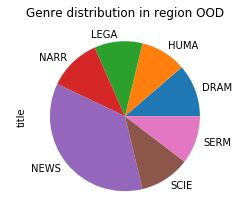 Genre distribution in region OOD
LEGA
HUMA
NARR
DRAM
title
NEWS
SERM
SCIE